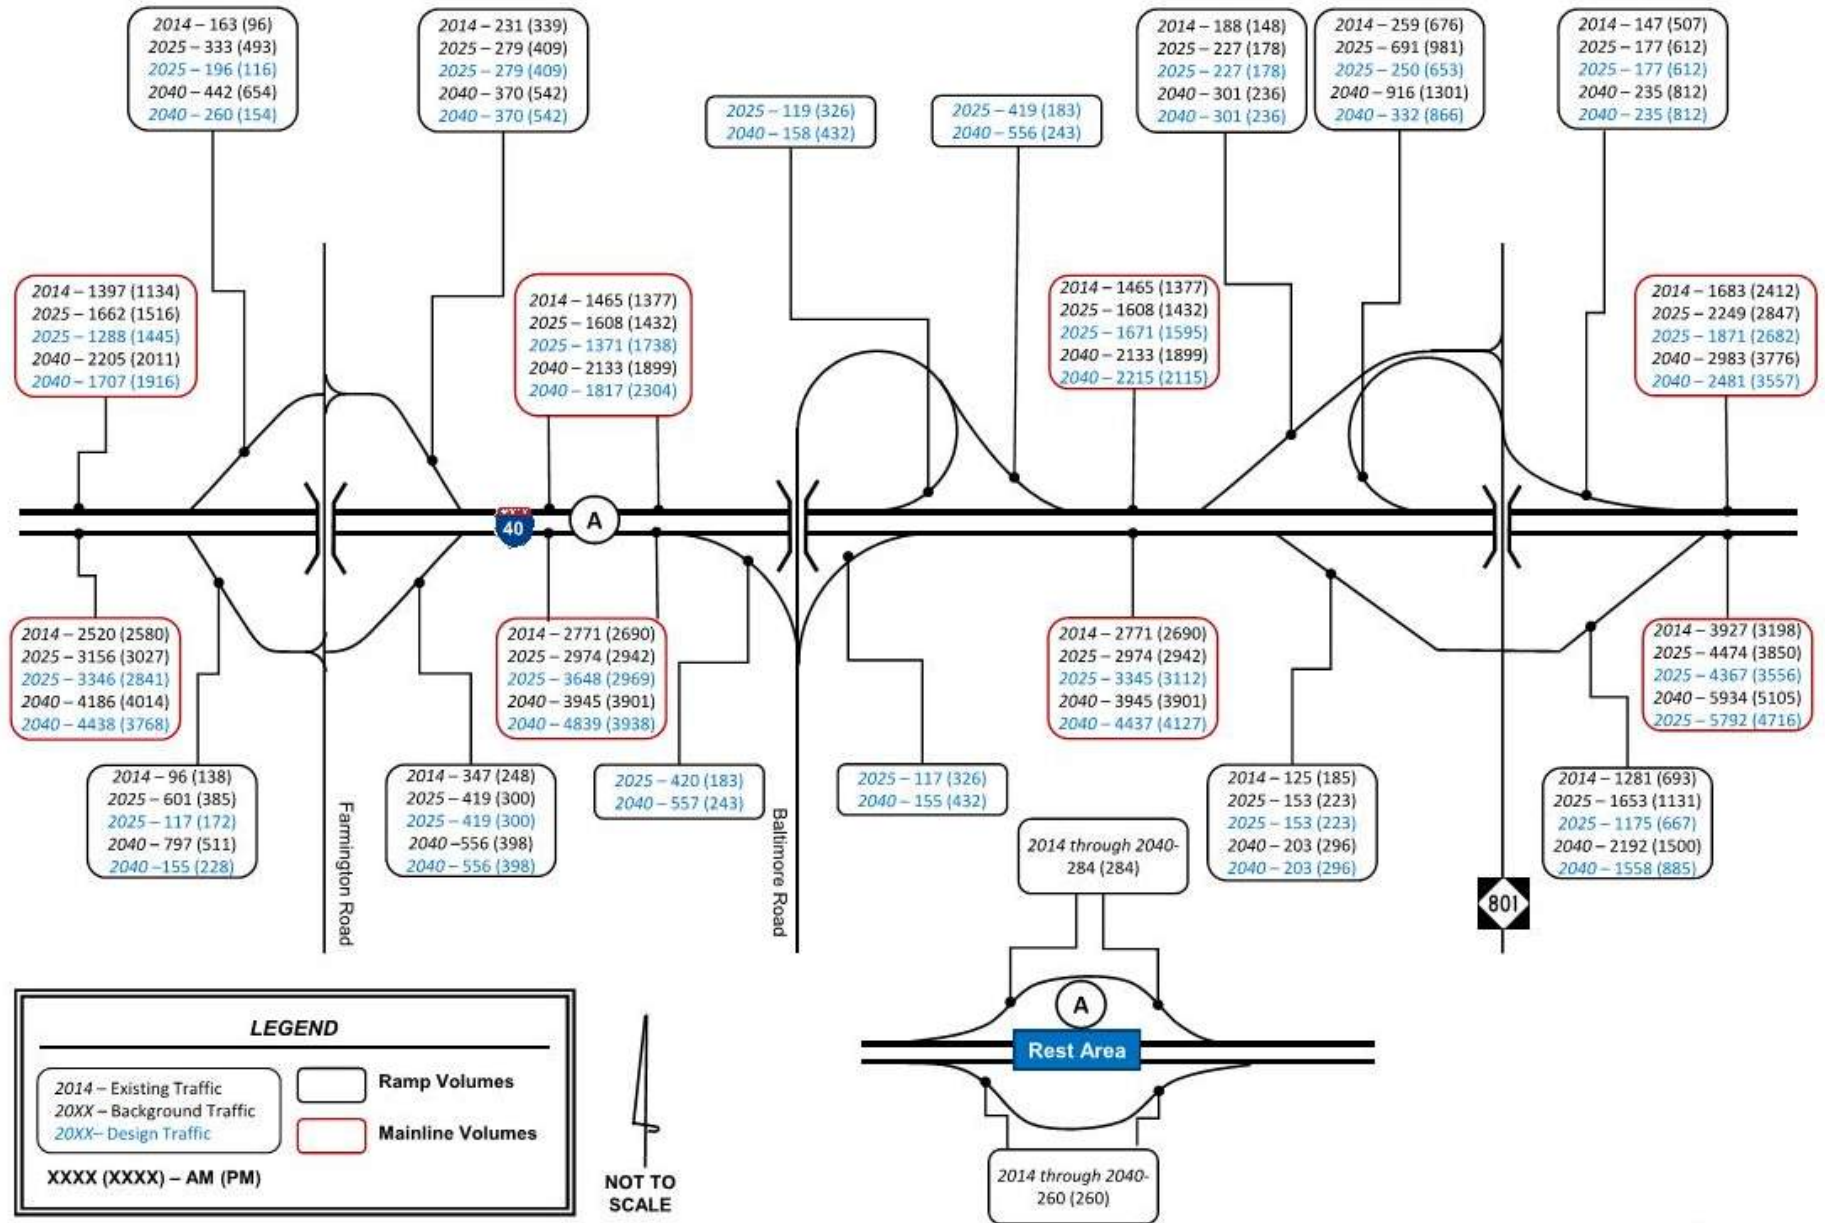 2014 – 163 (96)
2025 – 333 (493)
2025 – 196 (116)
2040 – 442 (654)
2040 – 260 (154)
2014 – 231 (339)
2025 – 279 (409)
2025 – 279 (409)
2040 – 370 (542)
2040 – 370 (542)
2025 – 119 (326)
2040 – 158 (432)
2025 – 419 (183)
2040 – 556 (243)
2014 – 188 (148)
2025 – 227 (178)
2025 – 227 (178)
2040 – 301 (236)
2040 – 301 (236)
2014 – 259 (676)
2025 – 691 (981)
2025 – 250 (653)
2040 – 916 (1301)
2040 – 332 (866)
2014 – 147 (507)
2025 – 177 (612)
2025 – 177 (612)
2040 – 235 (812)
2040 – 235 (812)
2014 – 1397 (1134)
2025 – 1662 (1516)
2025 – 1288 (1445)
2040 – 2205 (2011)
2040 – 1707 (1916)
2014 – 1465 (1377)
2025 – 1608 (1432)
2025 – 1371 (1738)
2040 – 2133 (1899)
2040 – 1817 (2304)
2014 – 1465 (1377)
2025 – 1608 (1432)
2025 – 1671 (1595)
2040 – 2133 (1899)
2040 – 2215 (2115)
2014 – 1683 (2412)
2025 – 2249 (2847)
2025 – 1871 (2682)
2040 – 2983 (3776)
2040 – 2481 (3557)
40
A
2014 – 2520 (2580)
2025 – 3156 (3027)
2025 – 3346 (2841)
2040 – 4186 (4014)
2040 – 4438 (3768)
2014 – 2771 (2690)
2025 – 2974 (2942)
2025 – 3648 (2969)
2040 – 3945 (3901)
2040 – 4839 (3938)
2014 – 2771 (2690)
2025 – 2974 (2942)
2025 – 3345 (3112)
2040 – 3945 (3901)
2040 – 4437 (4127)
2014 – 3927 (3198)
2025 – 4474 (3850)
2025 – 4367 (3556)
2040 – 5934 (5105)
2025 – 5792 (4716)
2014 – 96 (138)
2025 – 601 (385)
2025 – 117 (172)
2040 – 797 (511)
2040 –155 (228)
Farmington Road
2014 – 347 (248)
2025 – 419 (300)
2025 – 419 (300)
2040 –556 (398)
2040 – 556 (398)
2025 – 420 (183)
2040 – 557 (243)
Baltimore Road
2025 – 117 (326)
2040 – 155 (432)
2014 through 2040-
284 (284)
2014 – 125 (185)
2025 – 153 (223)
2025 – 153 (223)
2040 – 203 (296)
2040 – 203 (296)
801
2014 – 1281 (693)
2025 – 1653 (1131)
2025 – 1175 (667)
2040 – 2192 (1500)
2040 – 1558 (885)
A
Rest Area
2014 through 2040-
260 (260)
LEGEND
2014 – Existing Traffic
20XX – Background Traffic
20XX– Design Traffic
Ramp Volumes
Mainline Volumes
XXXX (XXXX) – AM (PM)
NOT TO
SCALE